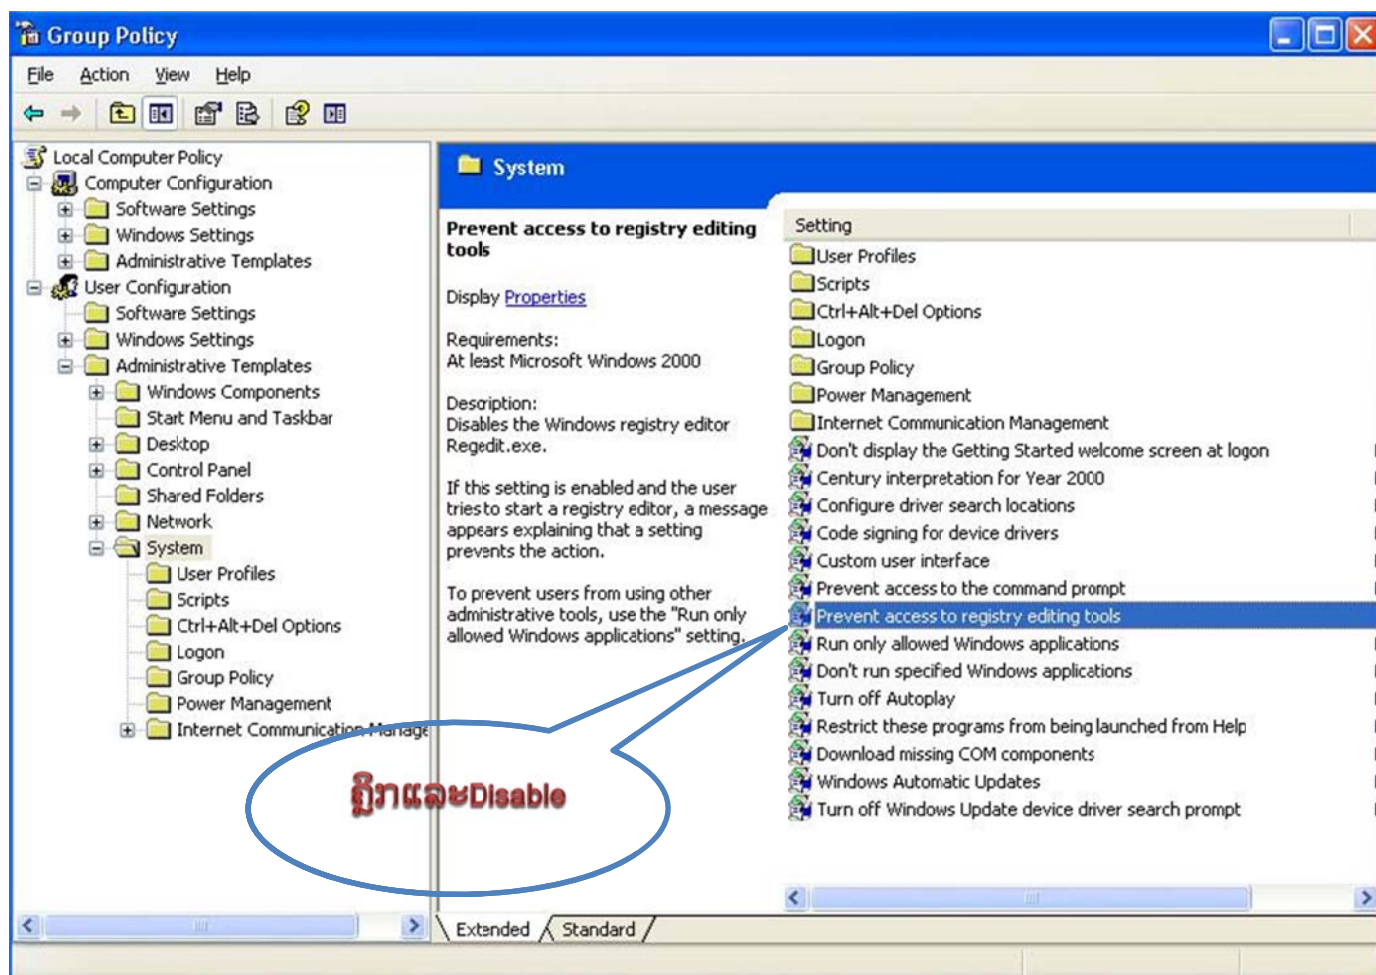 Group Policy
File Action View Help
Local Computer Policy
Computer Configuration
Software Settings
Windows Settings
Administrative Templates
User Configuration
Software Settings
Windows Settings
Administrative Templates
Windows Components
Start Menu and Taskbar
Desktop
Control Panel
Shared Folders
Network
System
User Profiles
Scripts
Ctrl+Alt+Del Options
Logon
Group Policy
Power Management
Internet Communication Manage
System
Prevent access to registry editing
tools
Display Properties
Requirements:
At least Microsoft Windows 2000
Description:
Disables the Windows registry editor
Regedit.exe.
If this setting is enabled and the user
tries to start a registry editor, a message
appears explaining that a setting
prevents the action.
To prevent users from using other
administrative tools, use the "Run only
allowed Windows applications" setting.
Setting
User Profiles
Scripts
Ctrl+Alt+Del Options
Logon
Group Policy
Power Management
Internet Communication Management
Don't display the Getting Started welcome screen at logon
Century interpretation for Year 2000
Configure driver search locations
Code signing for device drivers
Custom user interface
Prevent access to the command prompt
Prevent access to registry editing tools
Run only allowed Windows applications
Don't run specified Windows applications
Turn off Autoplay
Restrict these programs from being launched from Help
Download missing COM components
Windows Automatic Updates
Turn off Windows Update device driver search prompt
ຄຼິກແລະDisable
Extended Standard